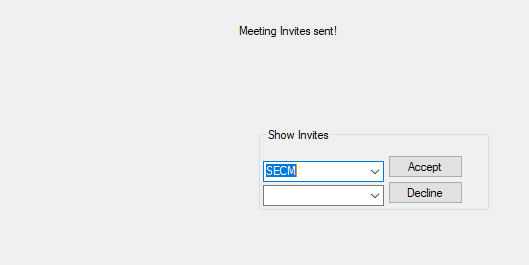 Meeting Invites sent!
Show Invites
SECM
Accept
Decline